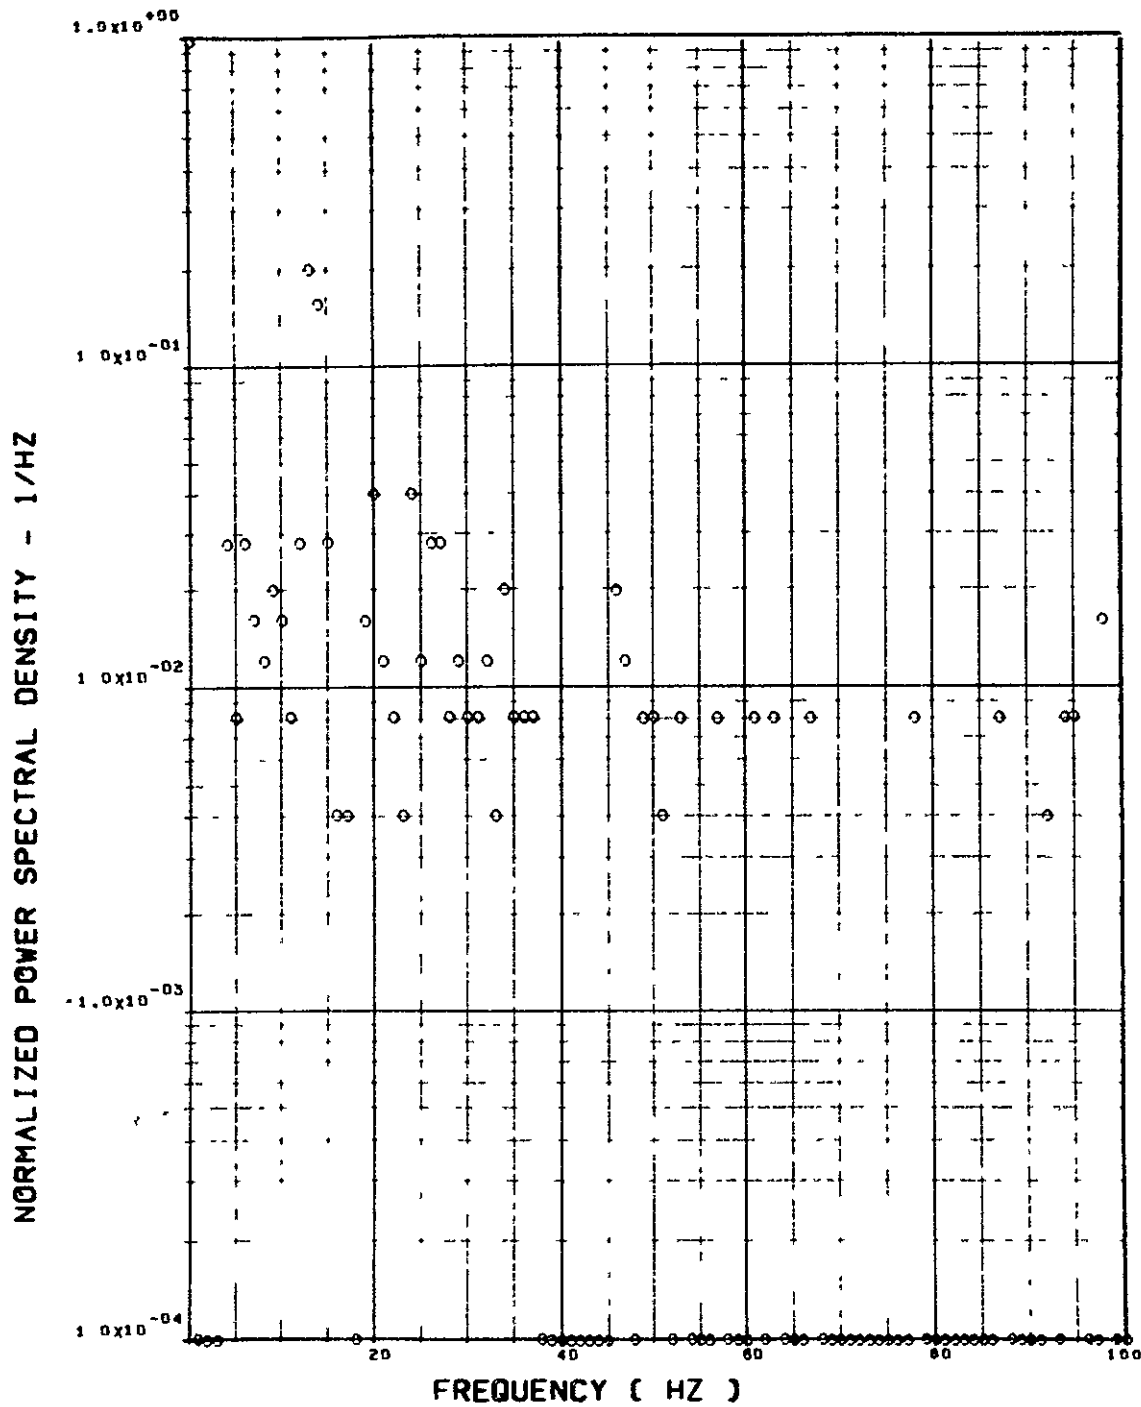 1.0x10+00
1 0x10-01
1 0x10-02
1.0x10-03
1 0x10-04
NORMALIZED POWER SPECTRAL DENSITY - 1/HZ
20 40 60 80 100
FREQUENCY ( HZ )